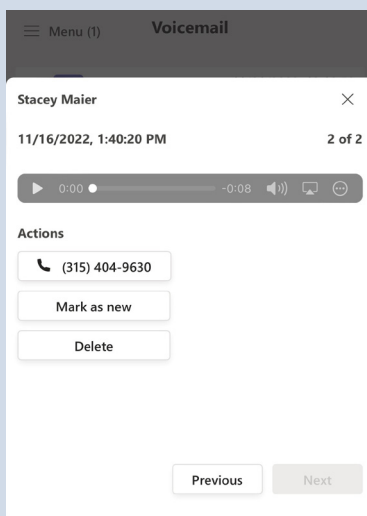 Menu (1) Voicemail
Stacey Maier
11/16/2022, 1:40:20 PM 2 of 2
0:00 -0:08
Actions
(315) 404-9630
Mark as new
Delete
Previous Next